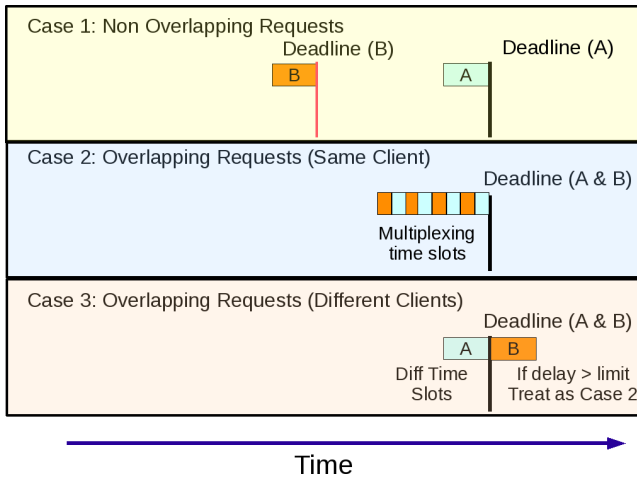 Case 1: Non Overlapping Requests
Deadline (B)
Deadline (A)
B
A
Case 2: Overlapping Requests (Same Client)
Deadline (A & B)
Multiplexing
time slots
Case 3: Overlapping Requests (Different Clients)
Deadline (A & B)
A
B
Diff Time
Slots
If delay > limit
Treat as Case 2
Time